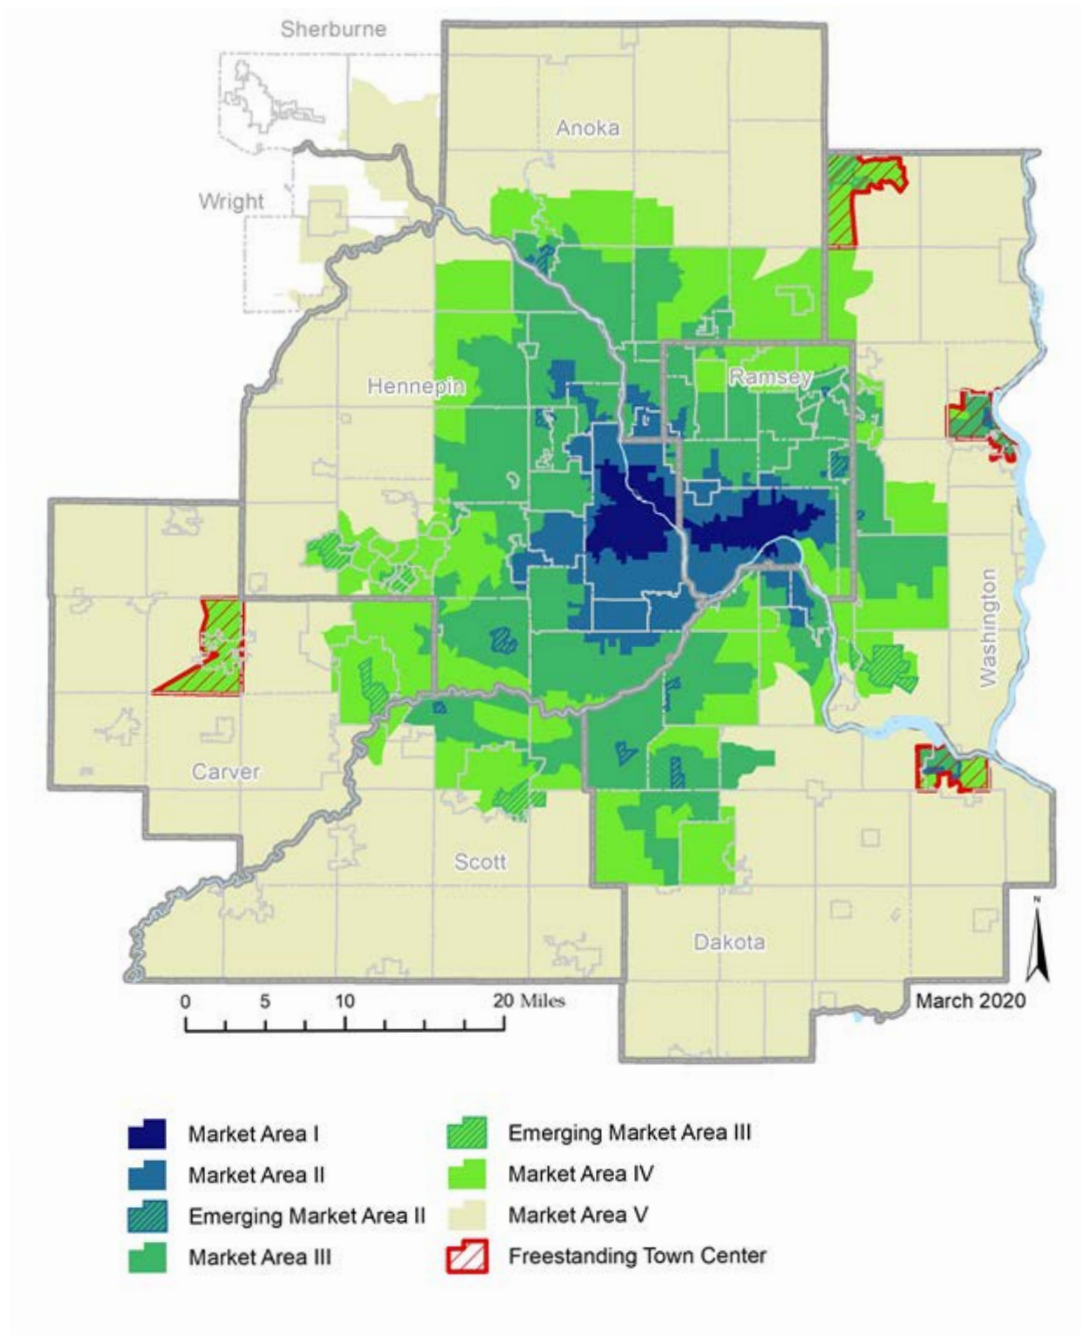 Sherburne
Anoka
Wright
Hennepin
Ramsey
Washington
Carver
Scott
Dakota
N
March 2020
0 5 10 20 Miles
Market Area I
Market Area II
Emerging Market Area II
Market Area III
Emerging Market Area III
Market Area IV
Market Area V
Freestanding Town Center